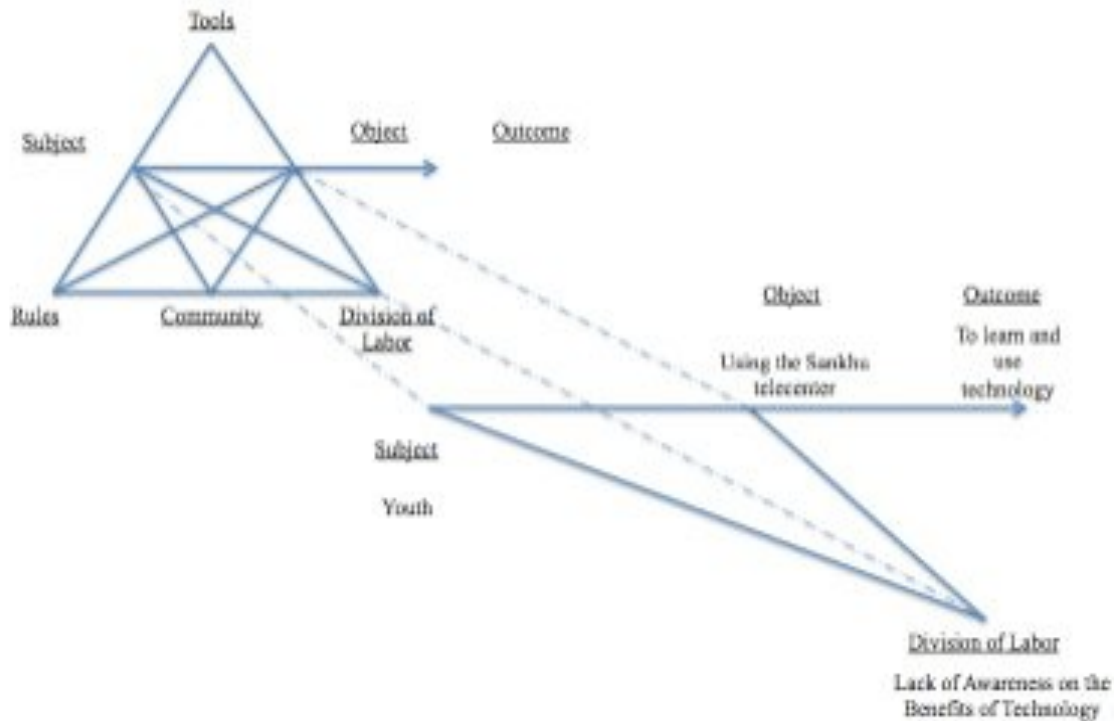 Tools
Subject
Object
Outcome
Rules
Community
Division of
Labor
Object
Outcome
Using the Sankhu
telecenter
To learn and
use
technology
Subject
Youth
Division of Labor
Lack of Awareness on the
Benefits of Technology